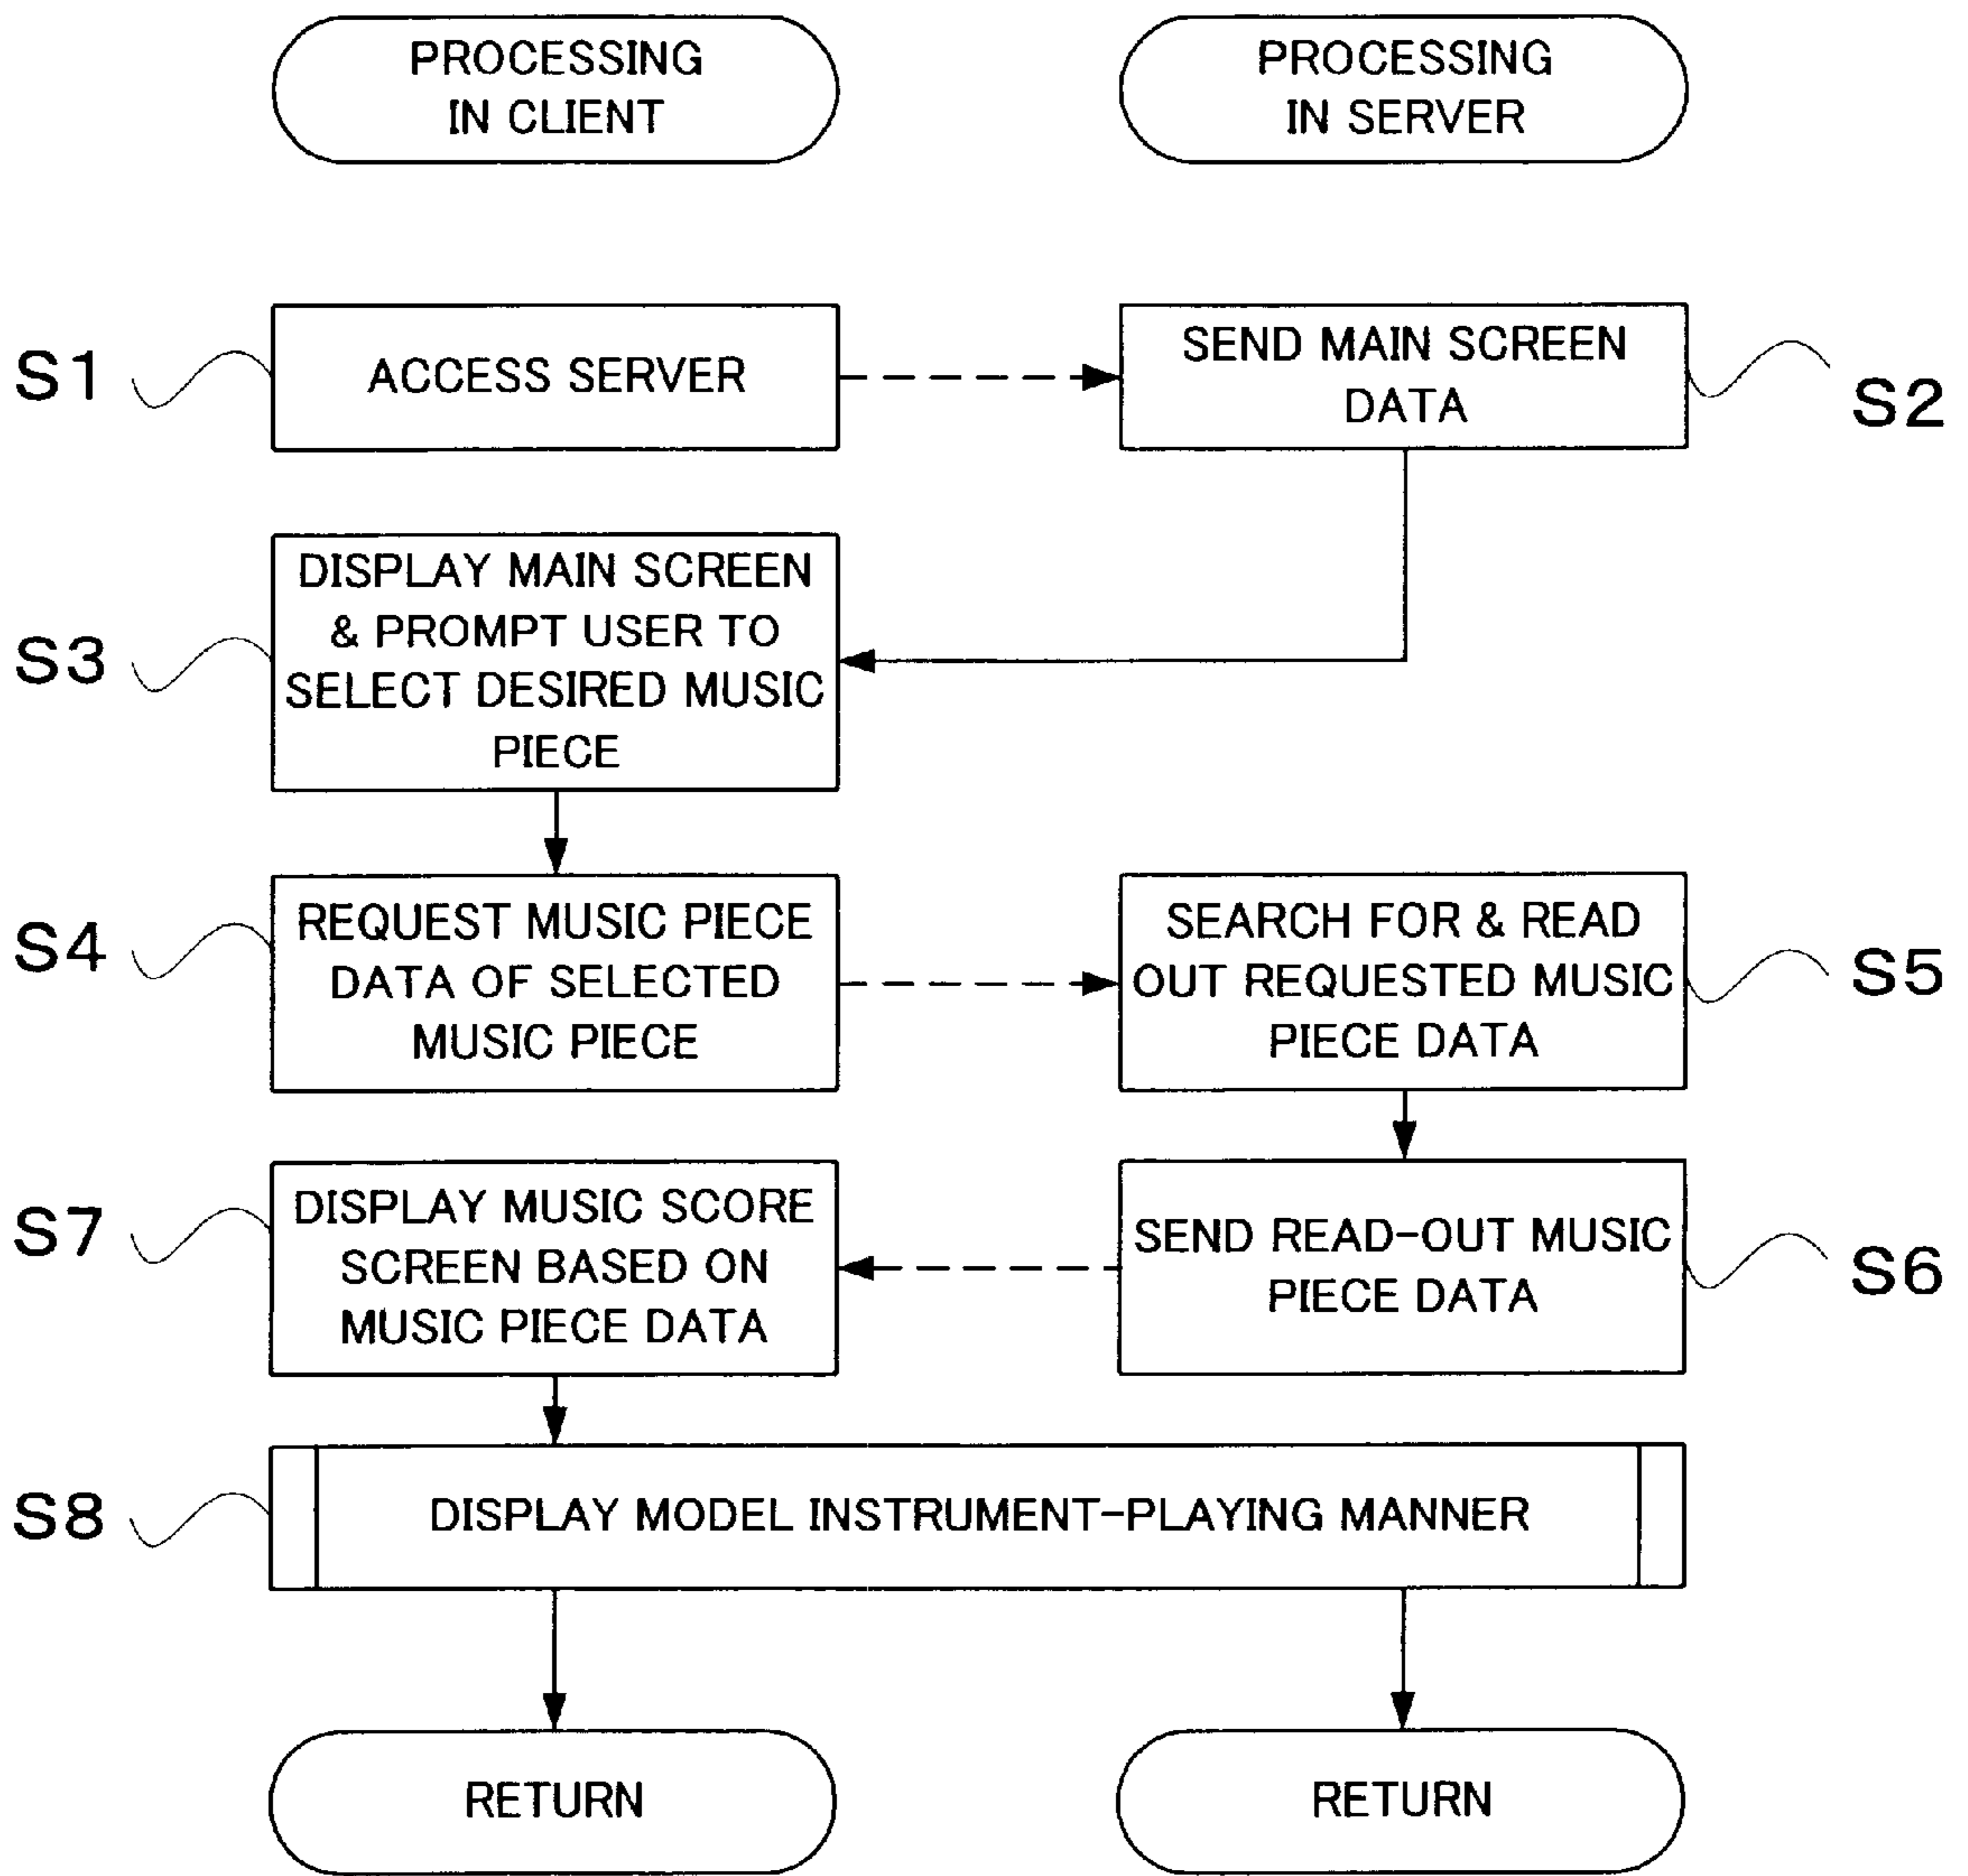 PROCESSING
IN CLIENT
PROCESSING
IN SERVER
S1
ACCESS SERVER
SEND MAIN SCREEN
DATA
S2
S3
DISPLAY MAIN SCREEN
& PROMPT USER TO
SELECT DESIRED MUSIC
PIECE
S4
REQUEST MUSIC PIECE
DATA OF SELECTED
MUSIC PIECE
SEARCH FOR & READ
OUT REQUESTED MUSIC
PIECE DATA
S5
S7
DISPLAY MUSIC SCORE
SCREEN BASED ON
MUSIC PIECE DATA
SEND READ-OUT MUSIC
PIECE DATA
S6
S8
DISPLAY MODEL INSTRUMENT-PLAYING MANNER
RETURN
RETURN